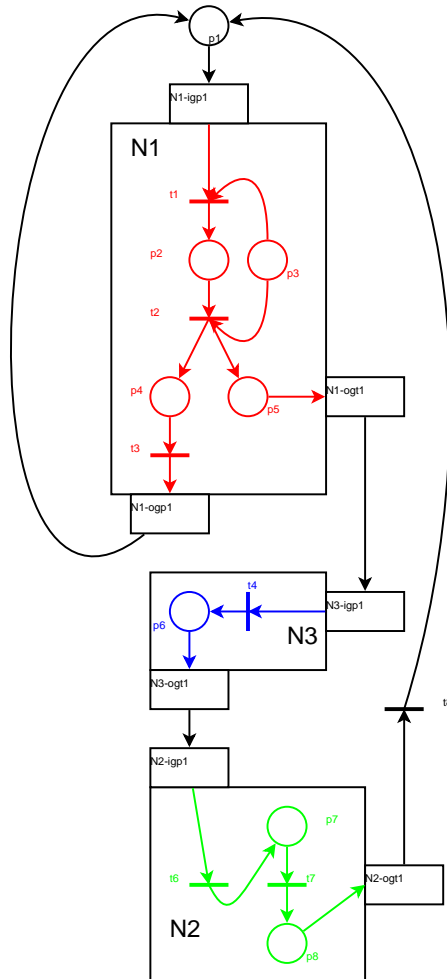 p1
N1-igp1
N1
t1
p2
p3
t2
p4
p5
N1-ogt1
t3
N1-ogp1
t4
N3-igp1
p6
N3
N3-ogt1
N2-igp1
p7
t6
t7
N2-ogt1
N2
p8